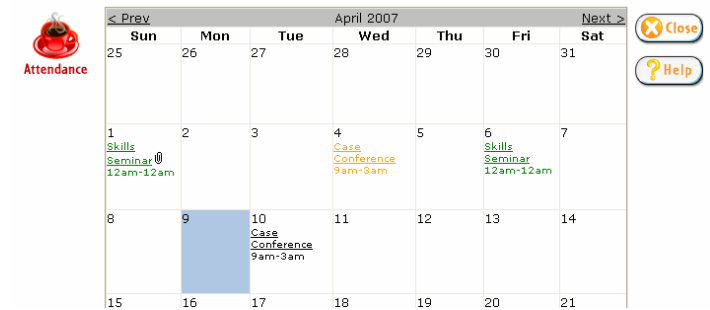 < Prev April 2007 Next >
Sun Mon Tue Wed Thu Fri Sat
Close
Help
Attendance
25 26 27 28 29 30 31
1 2 3 4 5 6 7
Skills Case Skills
Seminar Conference Seminar
12am-12am 9am-3am 12am-12am
8 9 10 11 12 13 14
Case
Conference
9am-3am
15 16 17 18 19 20 21